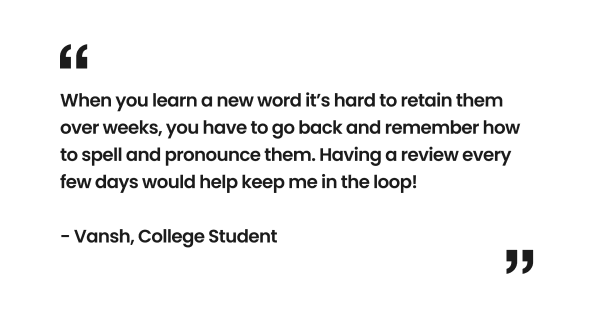 “
When you learn a new word it’s hard to retain them
over weeks, you have to go back and remember how
to spell and pronounce them. Having a review every
few days would help keep me in the loop!
– Vansh, College Student
”